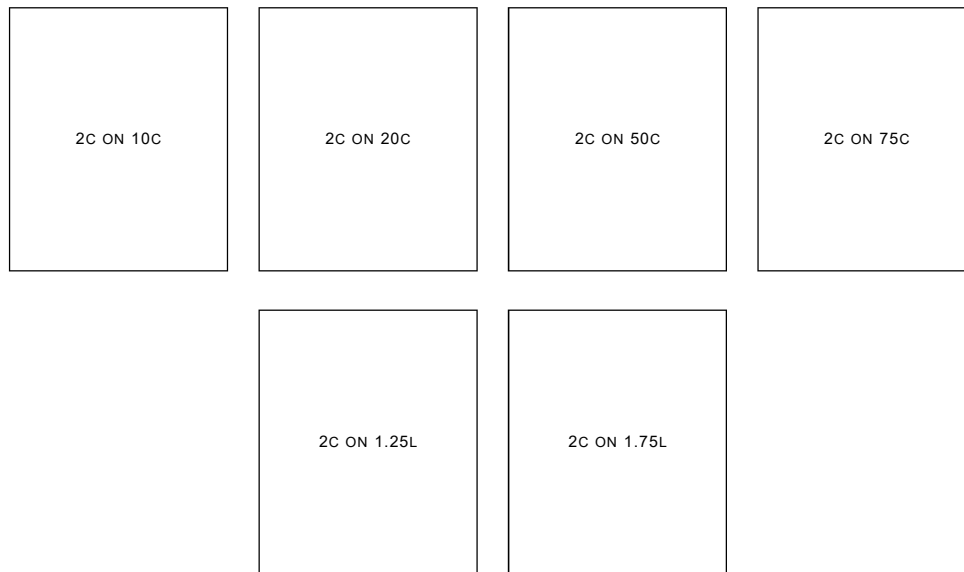 2C ON 10C
2C ON 20C
2C ON 50C
2C ON 75C
2C ON 1.25L
2C ON 1.75L